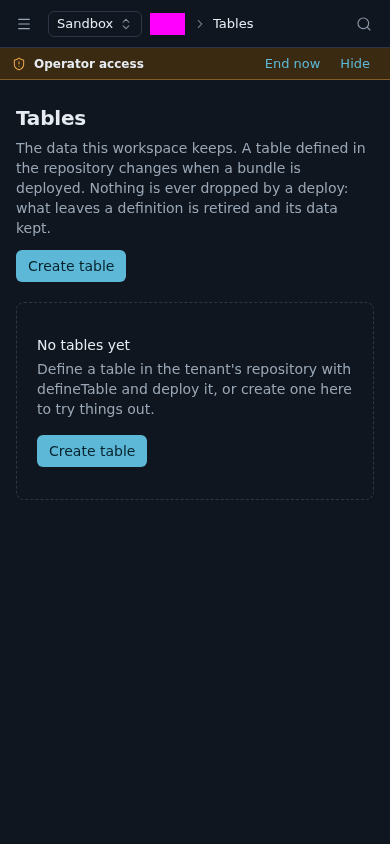 Sandbox
Tables
Operator access
End now
Hide
Tables
The data this workspace keeps. A table defined in
the repository changes when a bundle is
deployed. Nothing is ever dropped by a deploy:
what leaves a definition is retired and its data
kept.
Create table
No tables yet
Define a table in the tenant's repository with
defineTable and deploy it, or create one here
to try things out.
Create table